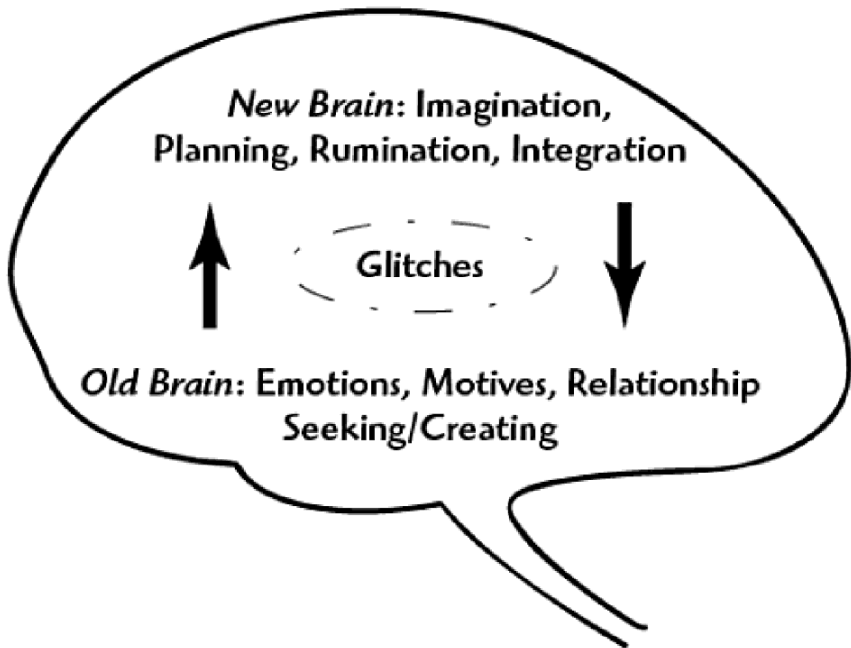 New Brain: Imagination,
Planning, Rumination, Integration
Glitches
Old Brain: Emotions, Motives, Relationship
Seeking/Creating